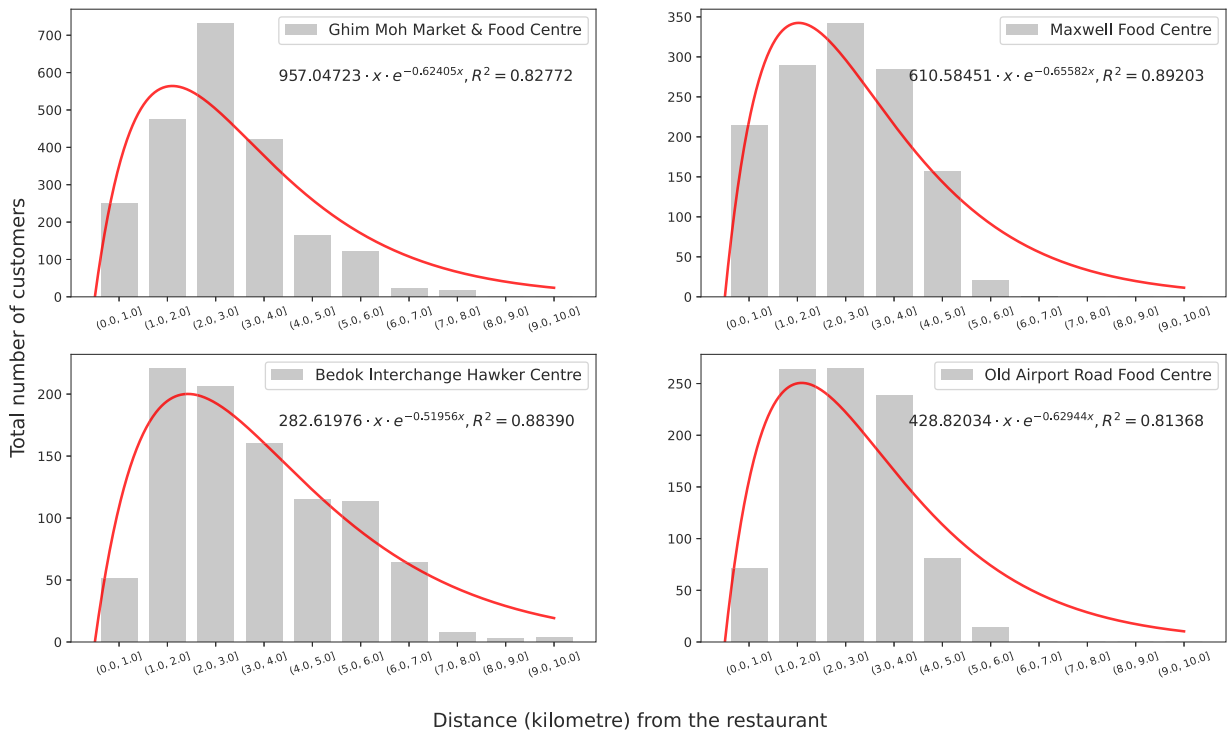 Total number of customers
Ghim Moh Market & Food Centre
957.04723 · x · e^{−0.62405x}, R² = 0.82772
700
600
500
400
300
200
100
0
(0.0, 1.0] (1.0, 2.0] (2.0, 3.0] (3.0, 4.0] (4.0, 5.0] (5.0, 6.0] (6.0, 7.0] (7.0, 8.0] (8.0, 9.0] (9.0, 10.0]
Maxwell Food Centre
610.58451 · x · e^{−0.65582x}, R² = 0.89203
350
300
250
200
150
100
50
0
(0.0, 1.0] (1.0, 2.0] (2.0, 3.0] (3.0, 4.0] (4.0, 5.0] (5.0, 6.0] (6.0, 7.0] (7.0, 8.0] (8.0, 9.0] (9.0, 10.0]
Bedok Interchange Hawker Centre
282.61976 · x · e^{−0.51956x}, R² = 0.88390
200
150
100
50
0
(0.0, 1.0] (1.0, 2.0] (2.0, 3.0] (3.0, 4.0] (4.0, 5.0] (5.0, 6.0] (6.0, 7.0] (7.0, 8.0] (8.0, 9.0] (9.0, 10.0]
Old Airport Road Food Centre
428.82034 · x · e^{−0.62944x}, R² = 0.81368
250
200
150
100
50
0
(0.0, 1.0] (1.0, 2.0] (2.0, 3.0] (3.0, 4.0] (4.0, 5.0] (5.0, 6.0] (6.0, 7.0] (7.0, 8.0] (8.0, 9.0] (9.0, 10.0]
Distance (kilometre) from the restaurant